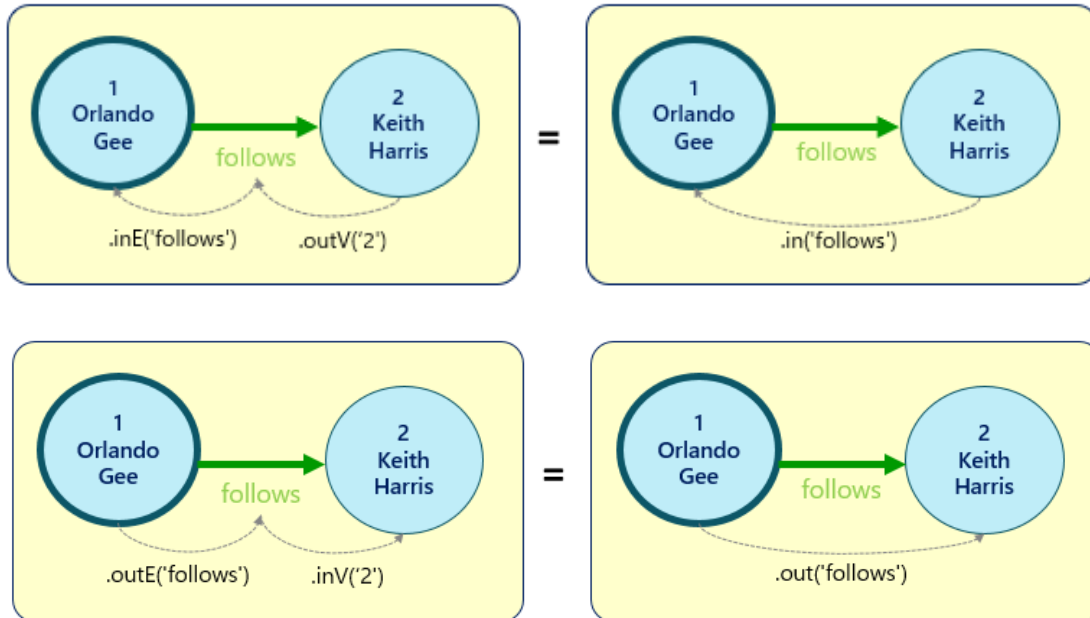 1
Orlando
Gee
follows
2
Keith
Harris
.inE('follows')
.outV('2')
=
1
Orlando
Gee
follows
2
Keith
Harris
.in('follows')
1
Orlando
Gee
follows
2
Keith
Harris
.outE('follows')
.inV('2')
=
1
Orlando
Gee
follows
2
Keith
Harris
.out('follows')